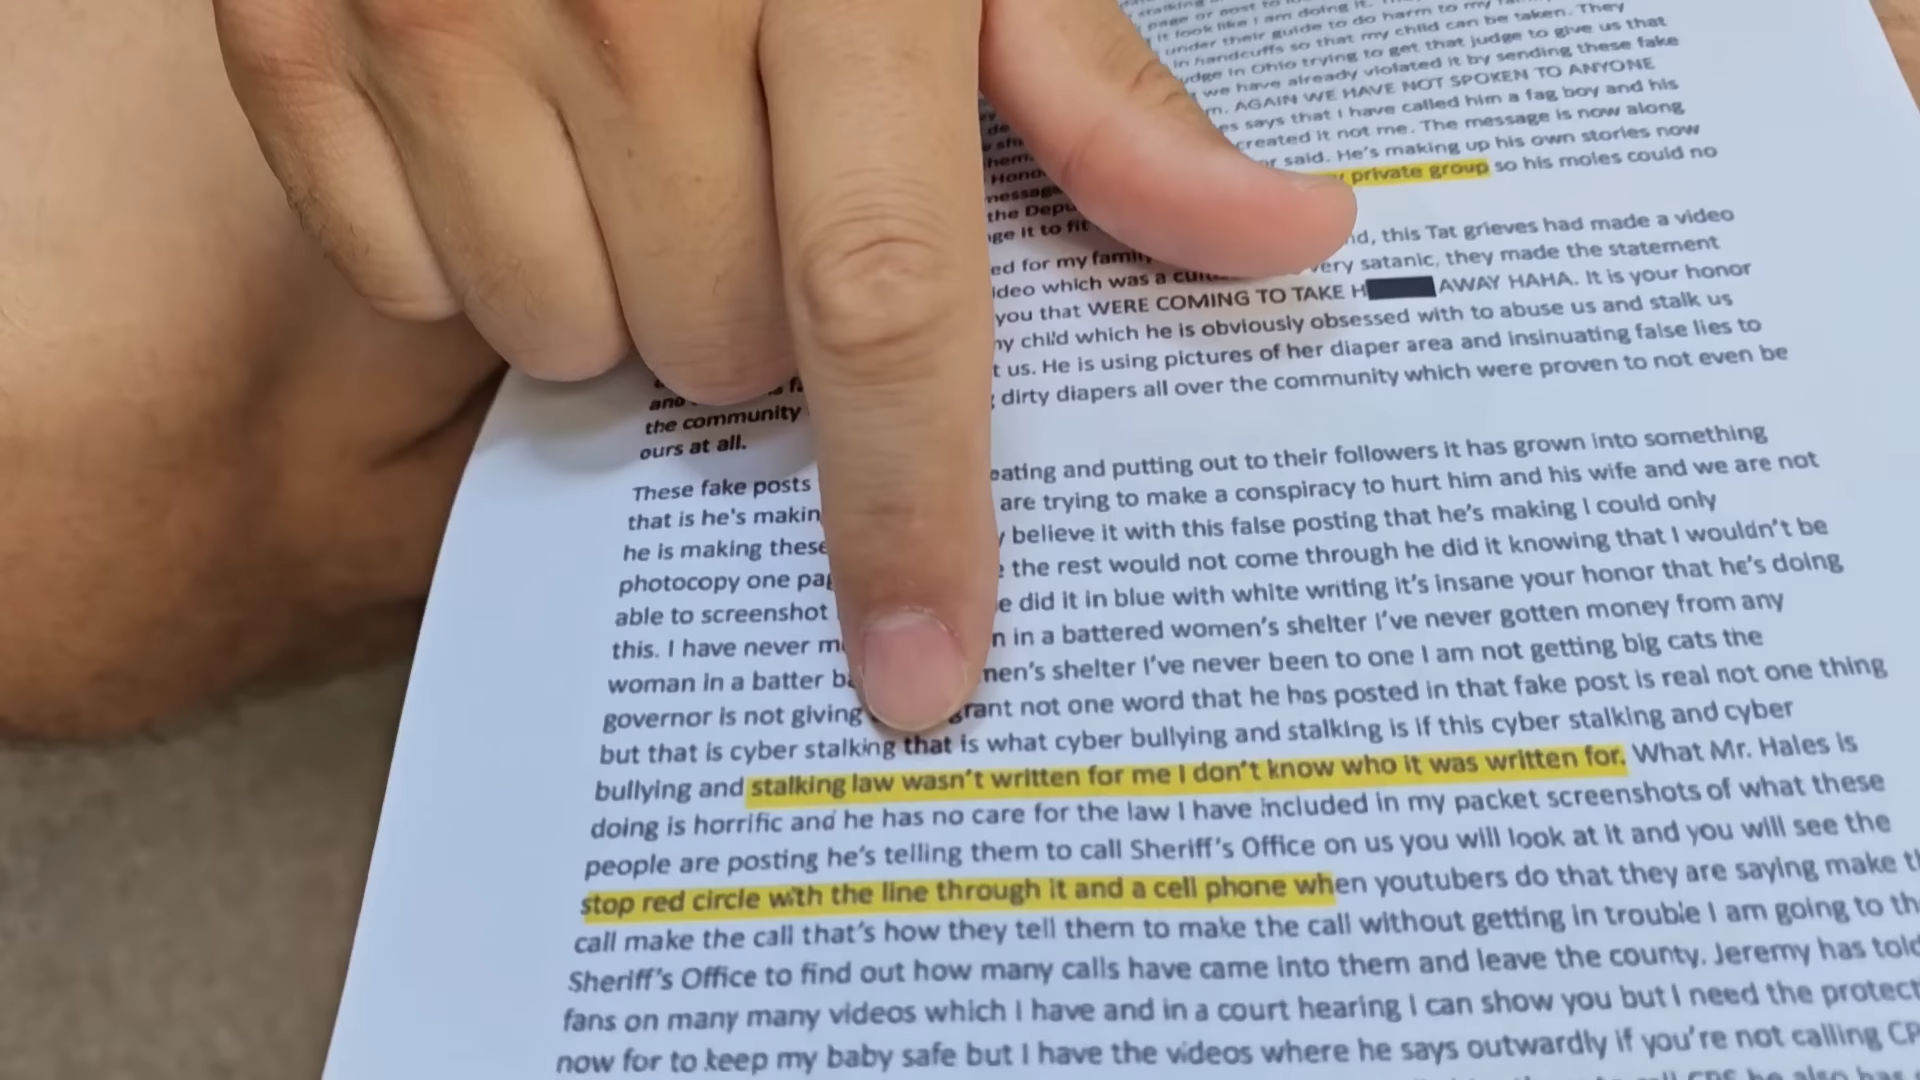 page or post to
it look like I am doing it.
under their guide to do harm to my
in handcuffs so that my child can be taken. They
judge in Ohio trying to get that judge to give us that
we have already violated it by sending these fake
AGAIN WE HAVE NOT SPOKEN TO ANYONE
says that I have called him a fag boy and his
created it not me. The message is now along
said. He's making up his own stories now
private group so his moles could no
the Depu
ge it to fit
this Tat grieves had made a video
ed for my family very satanic, they made the statement
ideo which was a AWAY HAHA. It is your honor
you that WERE COMING TO TAKE H
my child which he is obviously obsessed with to abuse us and stalk us
t us. He is using pictures of her diaper area and insinuating false lies to
and dirty diapers all over the community which were proven to not even be
the community
ours at all.
These fake posts eating and putting out to their followers it has grown into something
that is he's makin are trying to make a conspiracy to hurt him and his wife and we are not
he is making these believe it with this false posting that he's making I could only
photocopy one pa the rest would not come through he did it knowing that I wouldn't be
able to screenshot e did it in blue with white writing it's insane your honor that he's doing
this. I have never m n in a battered women's shelter I've never gotten money from any
woman in a batter ba men's shelter I've never been to one I am not getting big cats the
governor is not giving grant not one word that he has posted in that fake post is real not one thing
but that is cyber stalking that is what cyber bullying and stalking is if this cyber stalking and cyber
bullying and stalking law wasn't written for me I don't know who it was written for. What Mr. Hales is
doing is horrific and he has no care for the law I have included in my packet screenshots of what these
people are posting he's telling them to call Sheriff's Office on us you will look at it and you will see the
stop red circle with the line through it and a cell phone when youtubers do that they are saying make th
call make the call that's how they tell them to make the call without getting in trouble I am going to the
Sheriff's Office to find out how many calls have came into them and leave the county. Jeremy has told
fans on many many videos which I have and in a court hearing I can show you but I need the protect
now for to keep my baby safe but I have the videos where he says outwardly if you're not calling CP